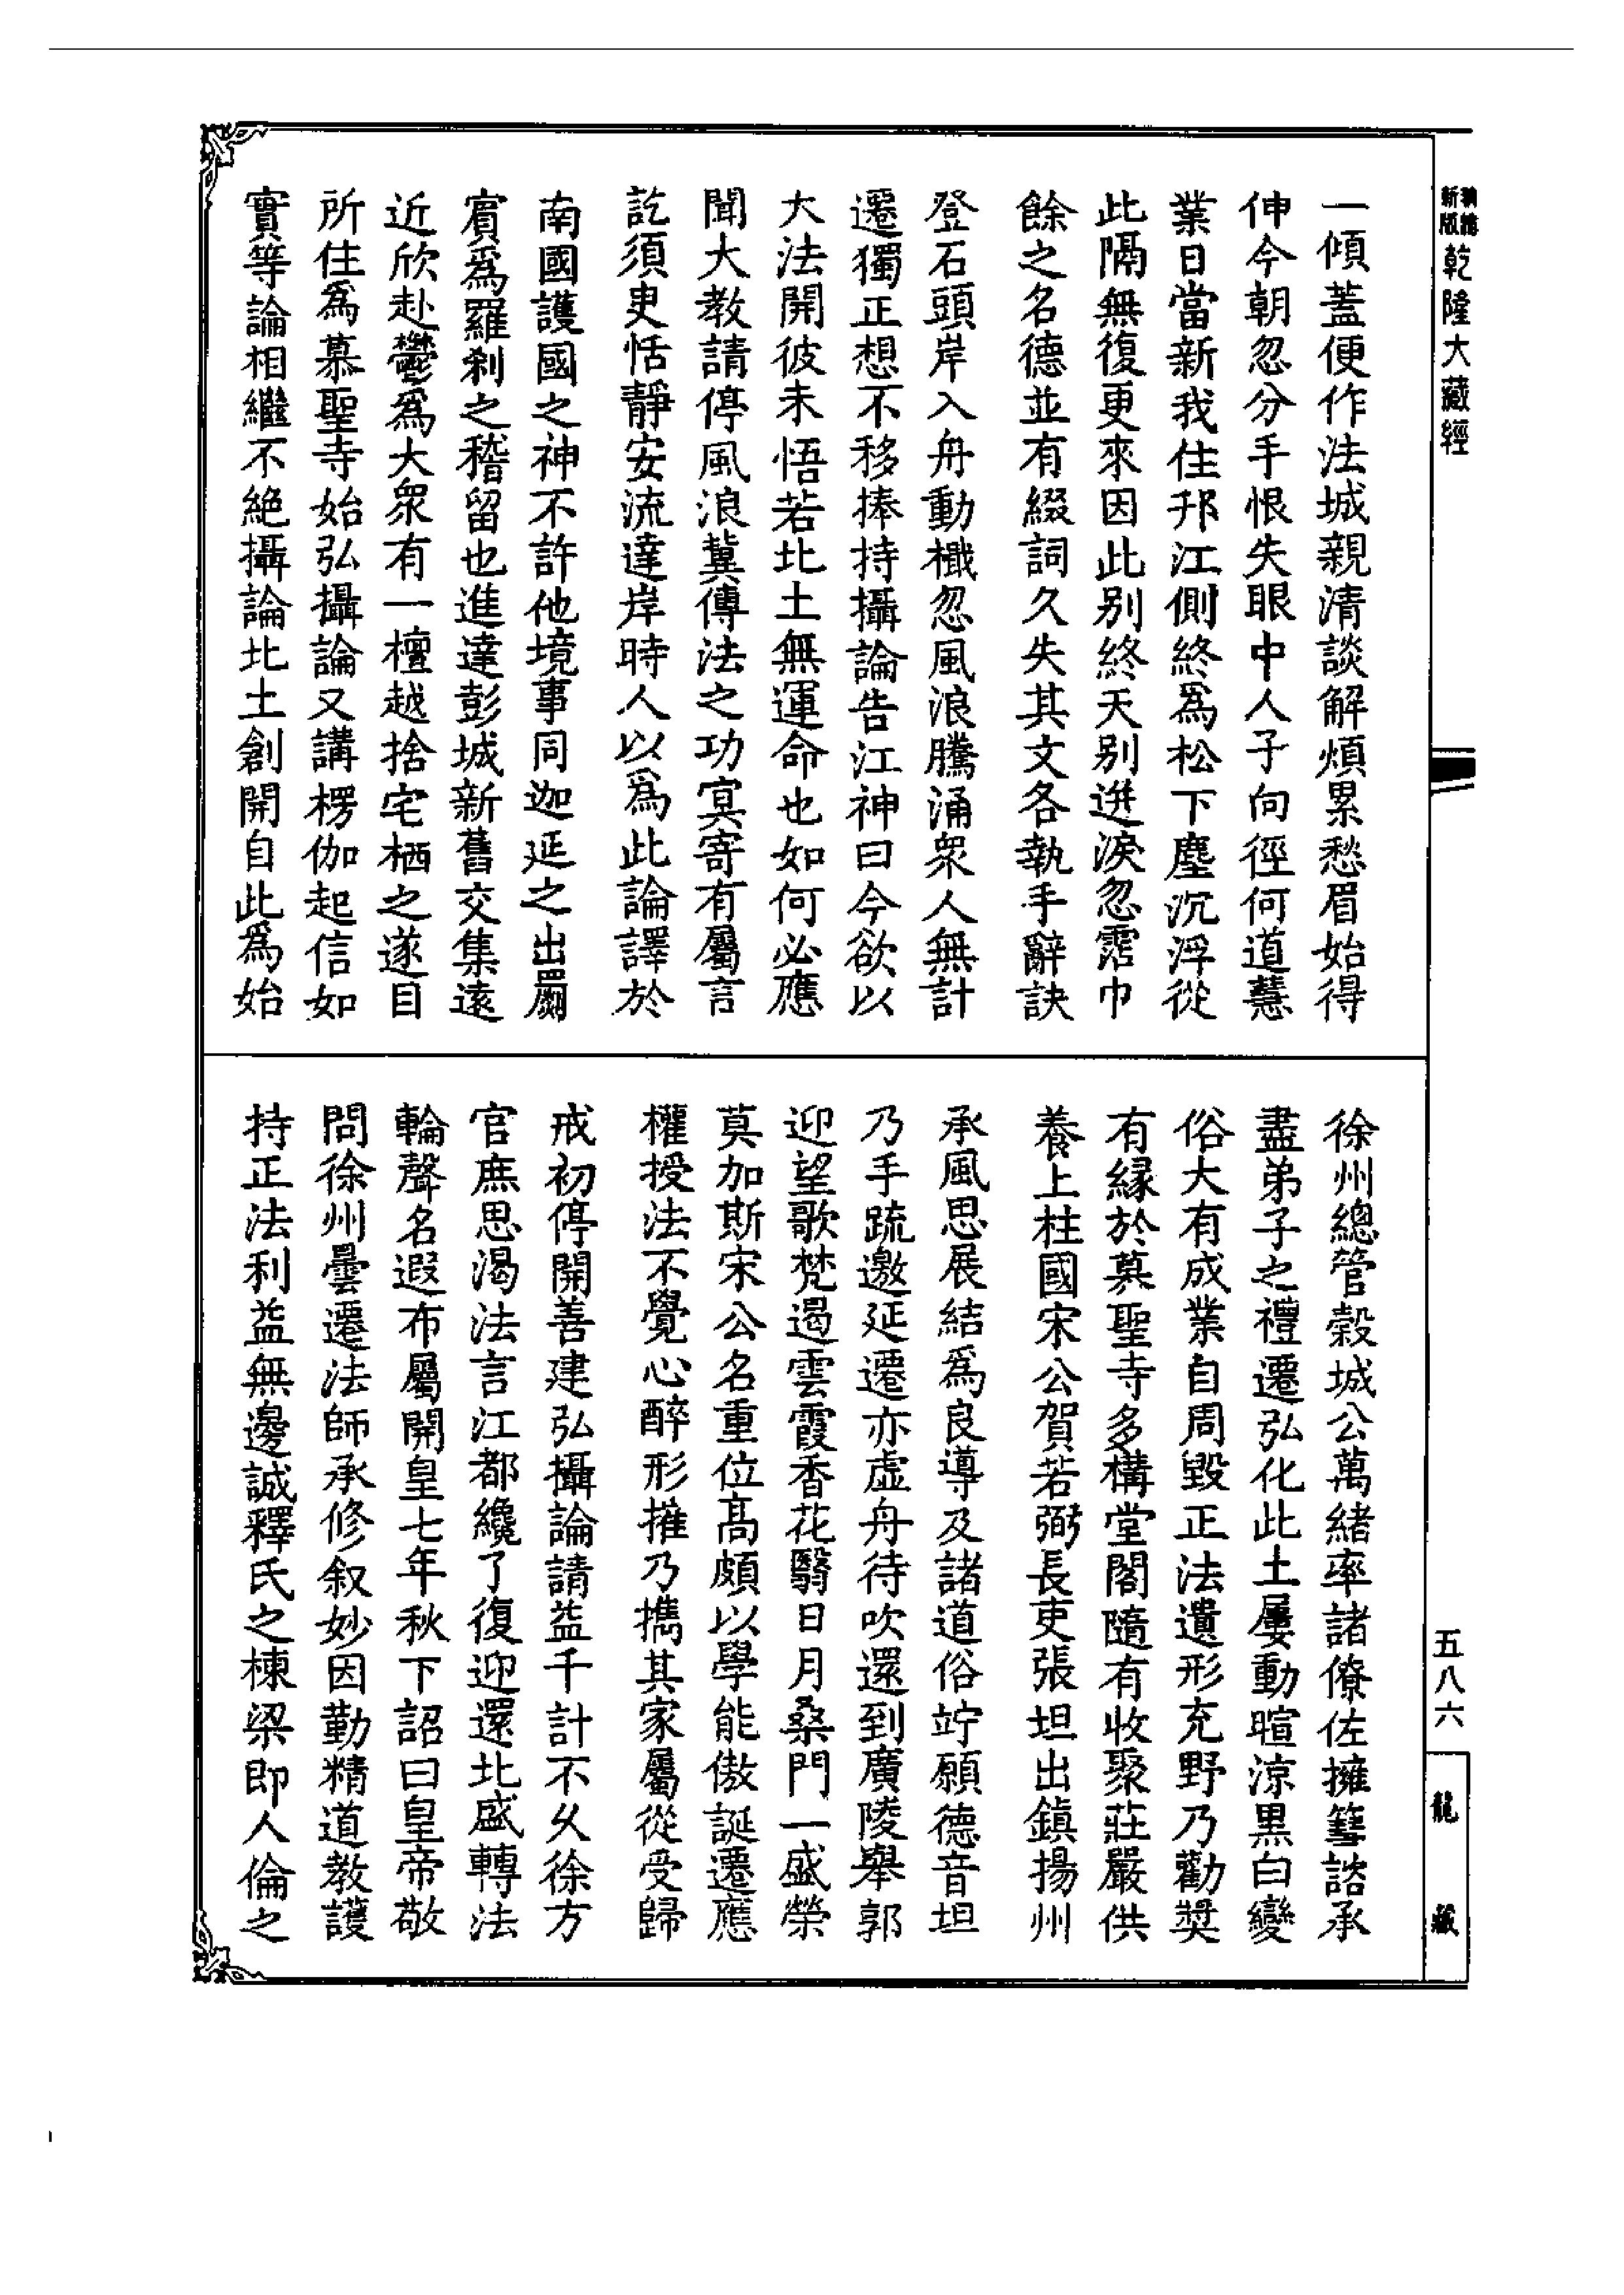 新版
乾隆大藏經
一傾蓋便作法城親清談解煩累愁眉始得
伸今朝忽分手恨失眼中人子向徑何道慧
業日當新我住邗江側終爲松下塵沉浮從
此隔無復更來因此别終天别迸淚忽霑巾
餘之名德並有綴詞久失其文各執手辭訣
登石頭岸入舟動檝忽風浪騰涌衆人無計
遷獨正想不移捧持攝論告江神曰今欲以
大法開彼未悟若北土無運命也如何必應
聞大教請停風浪冀傳法之功冥寄有屬言
訖須臾恬靜安流達岸時人以爲此論譯於
南國護國之神不許他境事同迦延之出罽
賓爲羅刹之稽留也進達彭城新舊交集遠
近欣赴鬱爲大衆有一檀越捨宅栖之遂目
所住爲慕聖寺始弘攝論又講楞伽起信如
實等論相繼不絶攝論北土創開自此爲始
徐州總管穀城公萬緒率諸僚佐擁篲諮承
盡弟子之禮遷弘化此土屢動暄涼黒白變
俗大有成業自周毀正法遺形充野乃勸奬
有縁於慕聖寺多構堂閣隨有收聚莊嚴供
養上柱國宋公賀若弼長吏張坦出鎮揚州
承風思展結爲良導及諸道俗竚願德音坦
乃手疏邀延遷亦虚舟待吹還到廣陵舉郭
迎望歌梵遏雲霞香花翳日月桑門一盛榮
莫加斯宋公名重位髙頗以學能傲誕遷應
權授法不覺心醉形摧乃攜其家屬從受歸
戒初停開善建弘攝論請益千計不久徐方
官庶思渴法言江都纔了復迎還北盛轉法
輪聲名遐布屬開皇七年秋下詔曰皇帝敬
問徐州曇遷法師承修叙妙因勤精道教護
持正法利益無邊誠釋氏之棟梁即人倫之
五八六
龍藏